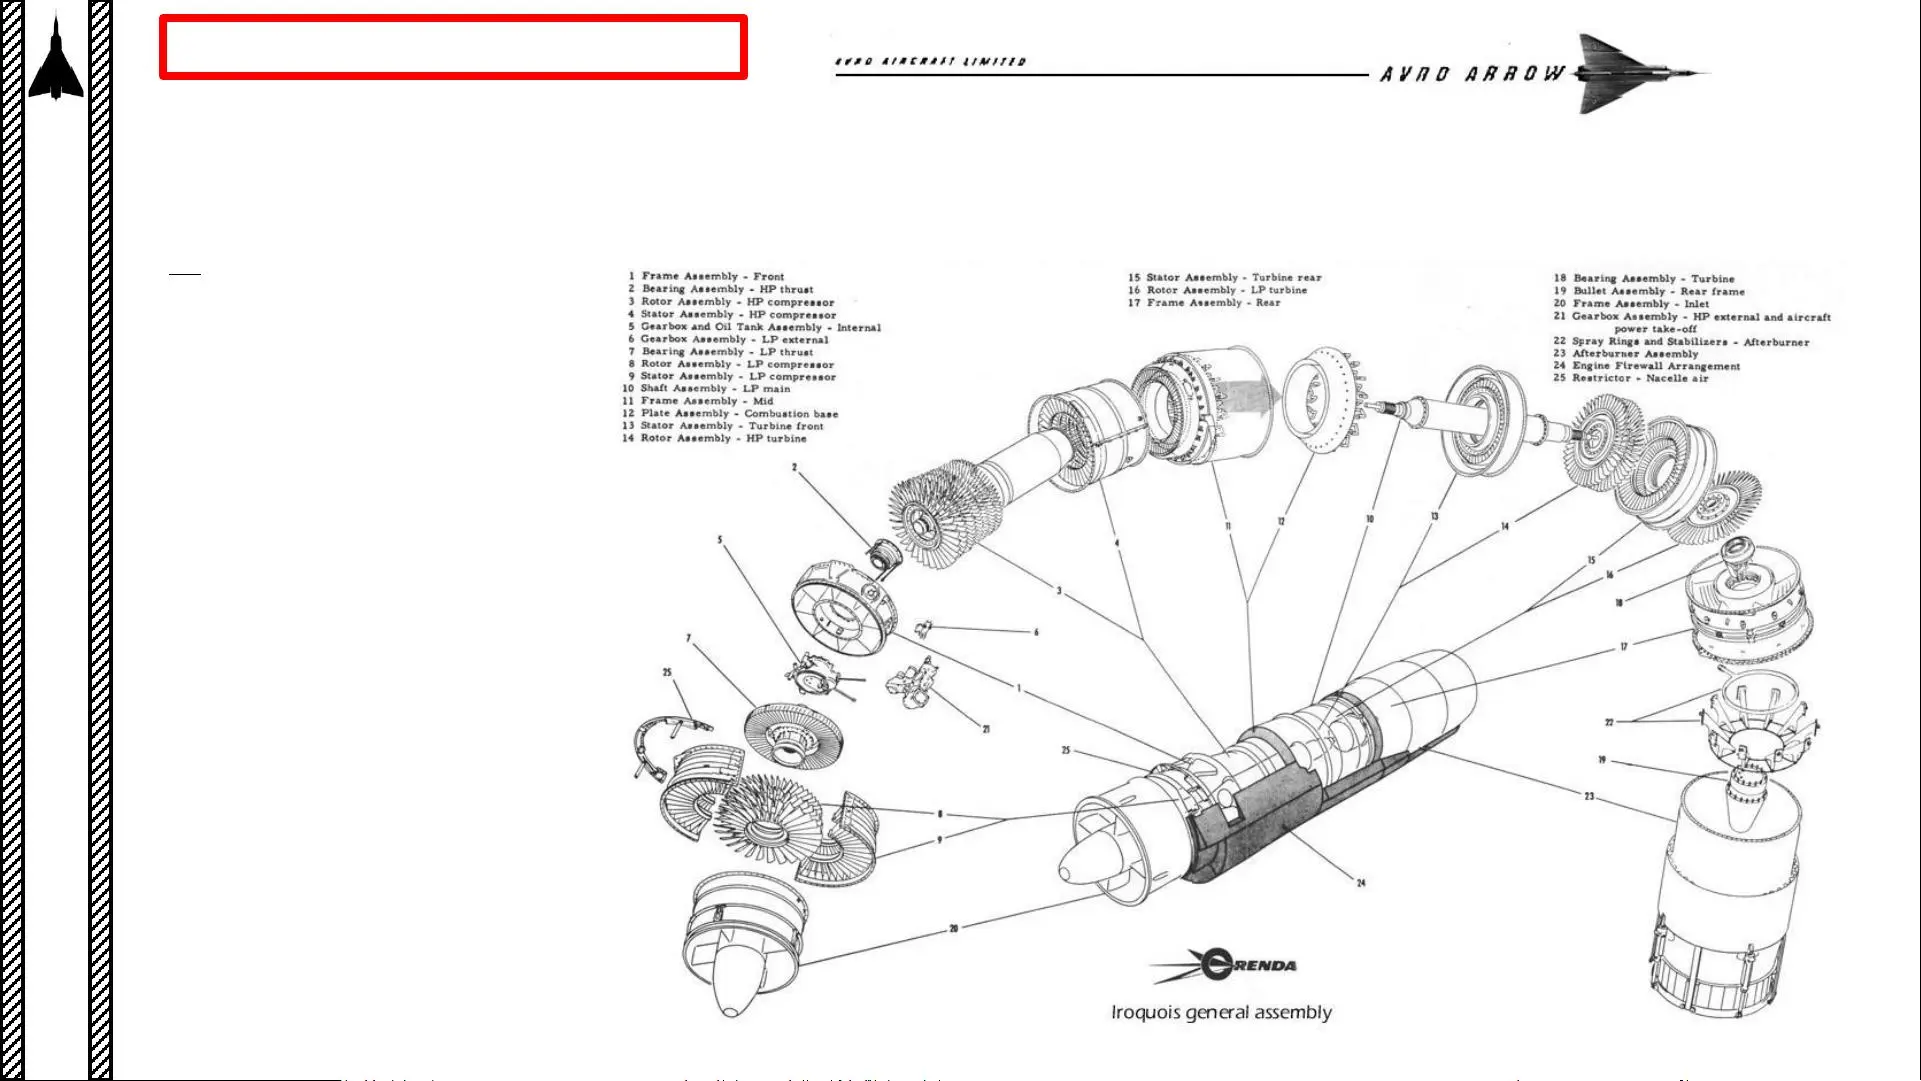 AVRO AIRCRAFT LIMITED
AVRO ARROW
1 Frame Assembly - Front
2 Bearing Assembly - HP thrust
3 Rotor Assembly - HP compressor
4 Stator Assembly - HP compressor
5 Gearbox and Oil Tank Assembly - Internal
6 Gearbox Assembly - LP external
7 Bearing Assembly - LP thrust
8 Rotor Assembly - LP compressor
9 Stator Assembly - LP compressor
10 Shaft Assembly - LP main
11 Frame Assembly - Mid
12 Plate Assembly - Combustion base
13 Stator Assembly - Turbine front
14 Rotor Assembly - HP turbine
15 Stator Assembly - Turbine rear
16 Rotor Assembly - LP turbine
17 Frame Assembly - Rear
18 Bearing Assembly - Turbine
19 Bullet Assembly - Rear frame
20 Frame Assembly - Inlet
21 Gearbox Assembly - HP external and aircraft
power take-off
22 Spray Rings and Stabilizers - Afterburner
23 Afterburner Assembly
24 Engine Firewall Arrangement
25 Restrictor - Nacelle air
2
5
7
25
4
3
11
12
10
13
14
15
16
18
17
6
1
21
25
22
19
23
8
9
24
20
ORENDA
Iroquois general assembly